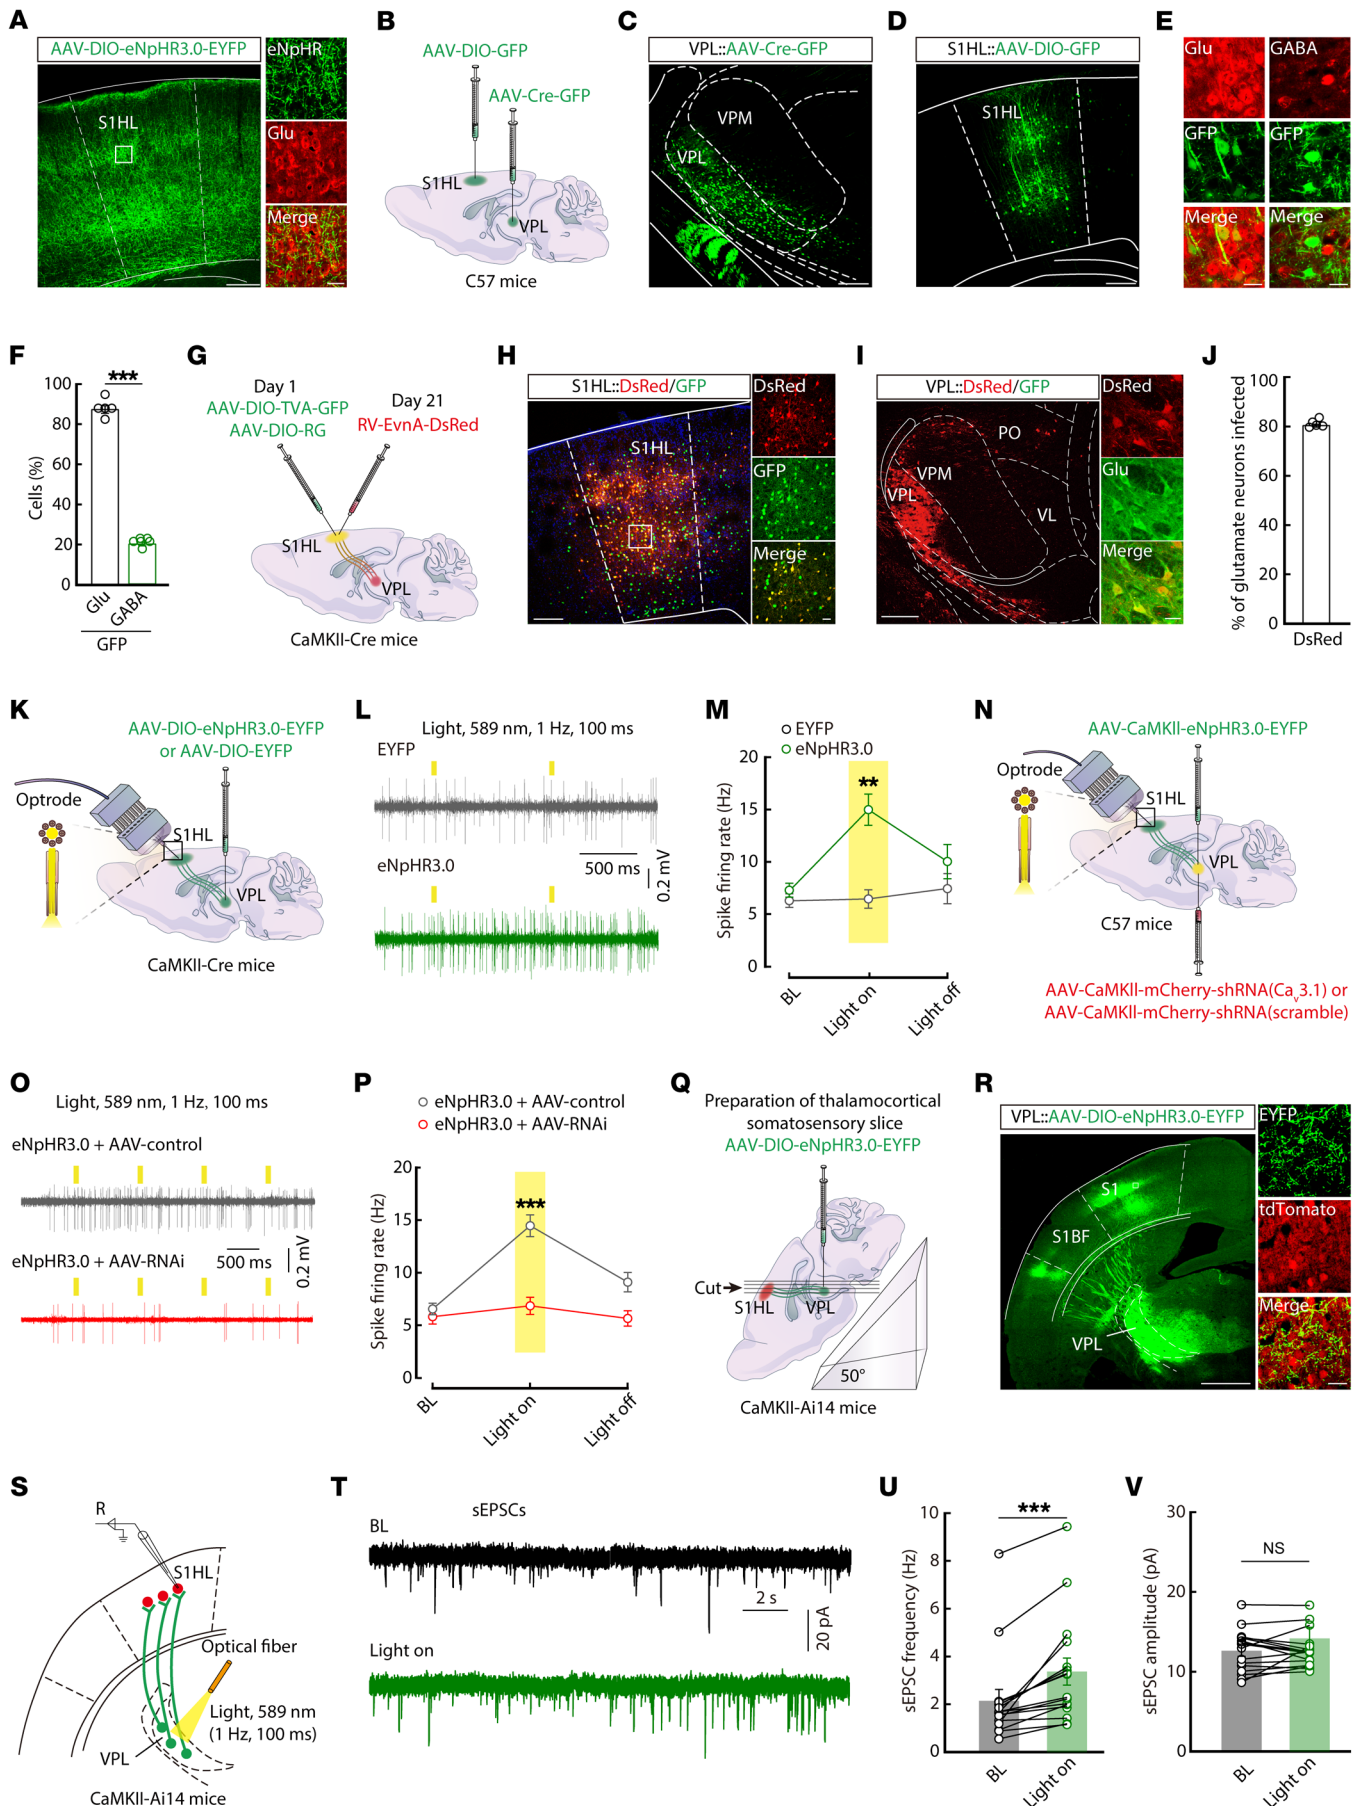 A
AAV-DIO-eNpHR3.0-EYFP
S1HL
eNpHR
Glu
Merge
B
AAV-DIO-GFP
AAV-Cre-GFP
S1HL
VPL
C57 mice
C
VPL::AAV-Cre-GFP
VPM
VPL
D
S1HL::AAV-DIO-GFP
S1HL
E
Glu
GABA
GFP
GFP
Merge
Merge
F
***
Cells (%)
100
80
60
40
20
0
Glu
GABA
GFP
G
Day 1
AAV-DIO-TVA-GFP
AAV-DIO-RG
Day 21
RV-EvnA-DsRed
S1HL
VPL
CaMKII-Cre mice
H
S1HL::DsRed/GFP
S1HL
DsRed
GFP
Merge
I
VPL::DsRed/GFP
PO
VPM
VPL
VL
DsRed
Glu
Merge
J
% of glutamate neurons infected
100
80
60
40
20
0
DsRed
K
AAV-DIO-eNpHR3.0-EYFP
or AAV-DIO-EYFP
Optrode
S1HL
VPL
CaMKII-Cre mice
L
Light, 589 nm, 1 Hz, 100 ms
EYFP
500 ms
0.2 mV
eNpHR3.0
M
EYFP
eNpHR3.0
**
Spike firing rate (Hz)
20
15
10
5
0
BL
Light on
Light off
N
AAV-CaMKII-eNpHR3.0-EYFP
Optrode
S1HL
VPL
C57 mice
AAV-CaMKII-mCherry-shRNA(Cav3.1) or
AAV-CaMKII-mCherry-shRNA(scramble)
O
Light, 589 nm, 1 Hz, 100 ms
eNpHR3.0 + AAV-control
eNpHR3.0 + AAV-RNAi
500 ms
0.2 mV
P
eNpHR3.0 + AAV-control
eNpHR3.0 + AAV-RNAi
***
Spike firing rate (Hz)
20
15
10
5
0
BL
Light on
Light off
Q
Preparation of thalamocortical
somatosensory slice
AAV-DIO-eNpHR3.0-EYFP
Cut
S1HL
VPL
50°
CaMKII-Ai14 mice
R
VPL::AAV-DIO-eNpHR3.0-EYFP
S1
S1BF
VPL
EYFP
tdTomato
Merge
S
R
S1HL
Optical fiber
Light, 589 nm
(1 Hz, 100 ms)
VPL
CaMKII-Ai14 mice
T
sEPSCs
BL
2 s
20 pA
Light on
U
***
sEPSC frequency (Hz)
10
8
6
4
2
0
BL
Light on
V
NS
sEPSC amplitude (pA)
30
20
10
0
BL
Light on